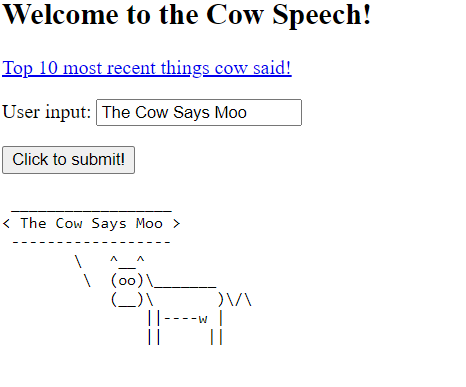 Welcome to the Cow Speech!
Top 10 most recent things cow said!
User input: The Cow Says Moo
Click to submit!
 __________________
< The Cow Says Moo >
 ------------------
        \   ^__^
         \  (oo)\_______
            (__)\       )\/\
                ||----w |
                ||     ||